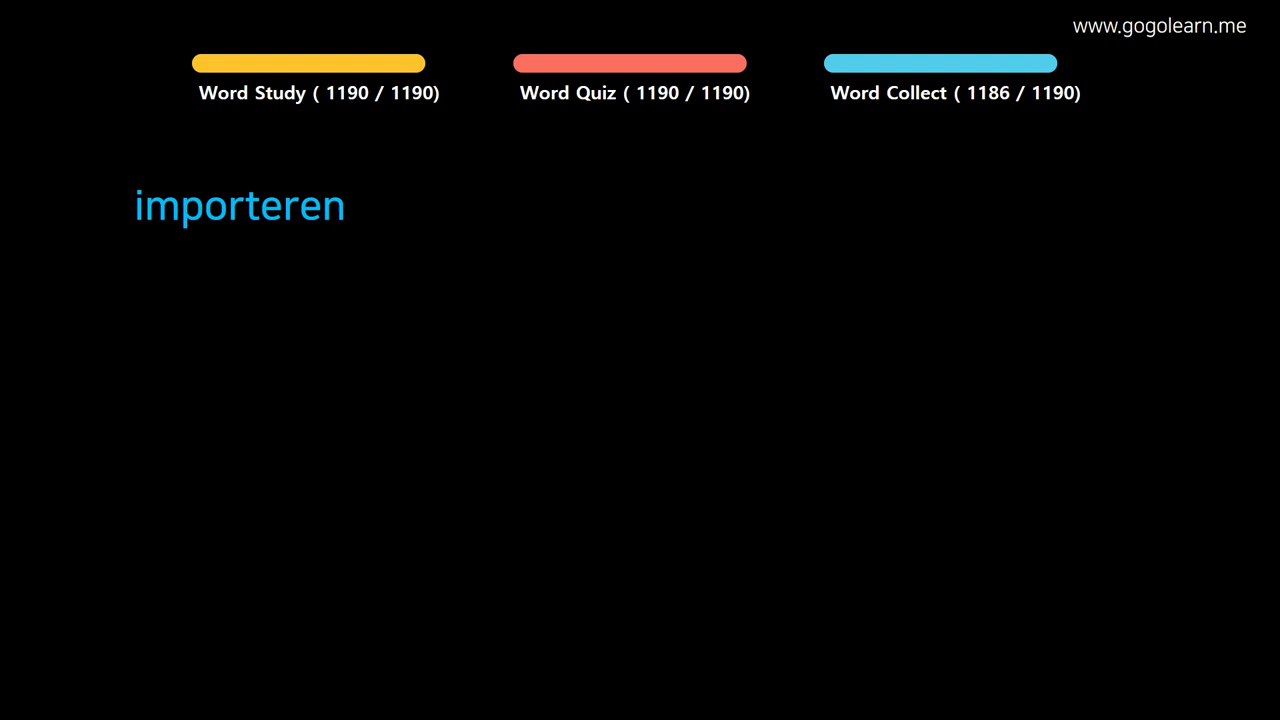 www.gogolearn.me
Word Study ( 1190 / 1190)
Word Quiz ( 1190 / 1190)
Word Collect ( 1186 / 1190)
importeren